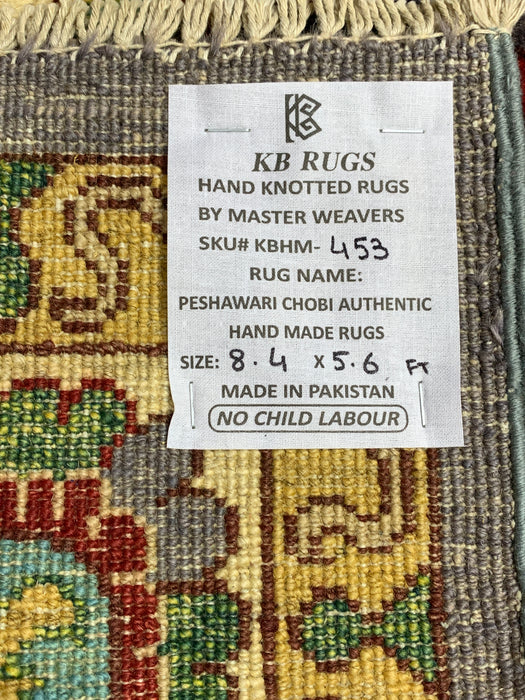 KB RUGS
HAND KNOTTED RUGS
BY MASTER WEAVERS
SKU# KBHM- 453
RUG NAME:
PESHAWARI CHOBI AUTHENTIC
HAND MADE RUGS
SIZE: 8.4 X 5.6 FT
MADE IN PAKISTAN
NO CHILD LABOUR